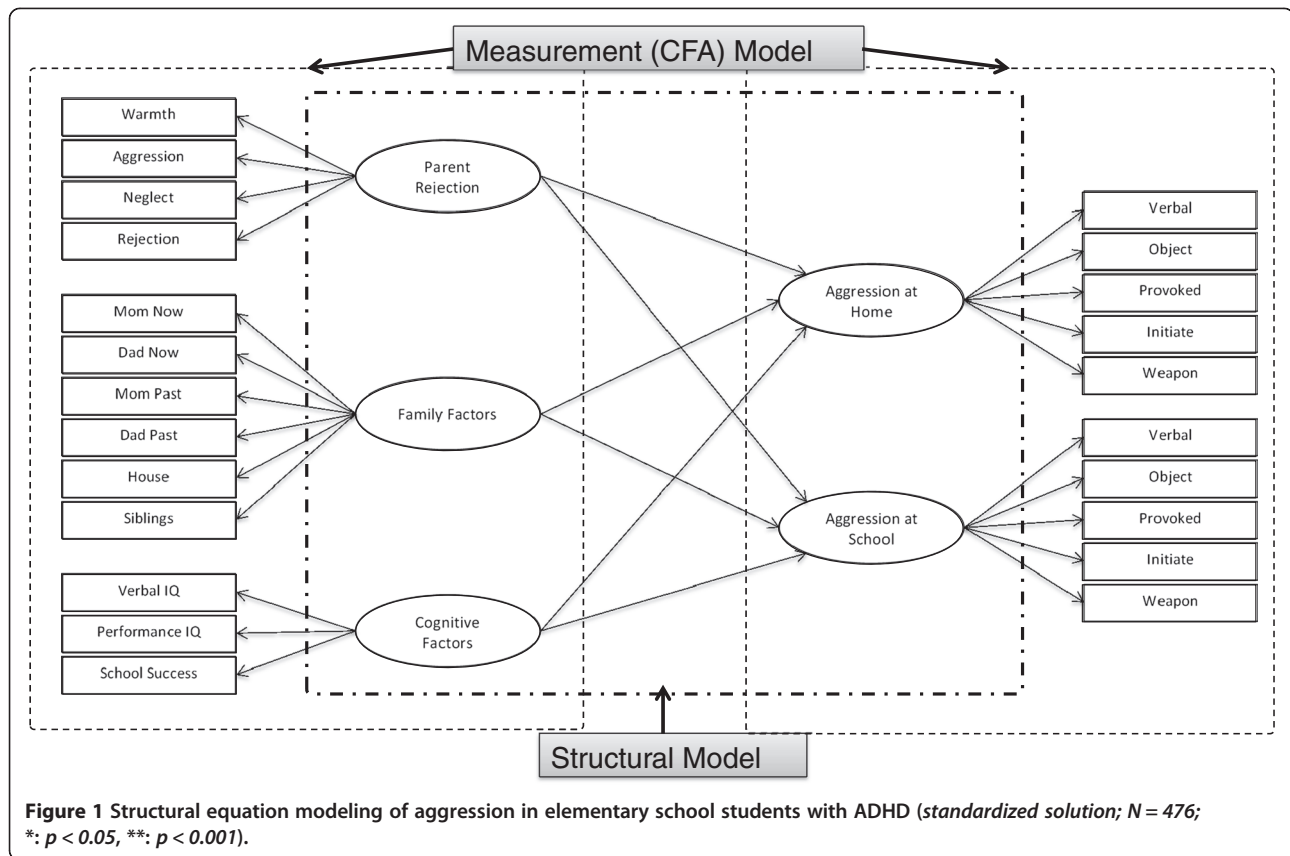 Measurement (CFA) Model
Warmth
Aggression
Neglect
Rejection
Mom Now
Dad Now
Mom Past
Dad Past
House
Siblings
Verbal IQ
Performance IQ
School Success
Parent
Rejection
Family Factors
Cognitive
Factors
Aggression at
Home
Aggression at
School
Verbal
Object
Provoked
Initiate
Weapon
Verbal
Object
Provoked
Initiate
Weapon
Structural Model
Figure 1 Structural equation modeling of aggression in elementary school students with ADHD (standardized solution; N = 476;
*: p < 0.05, **: p < 0.001).